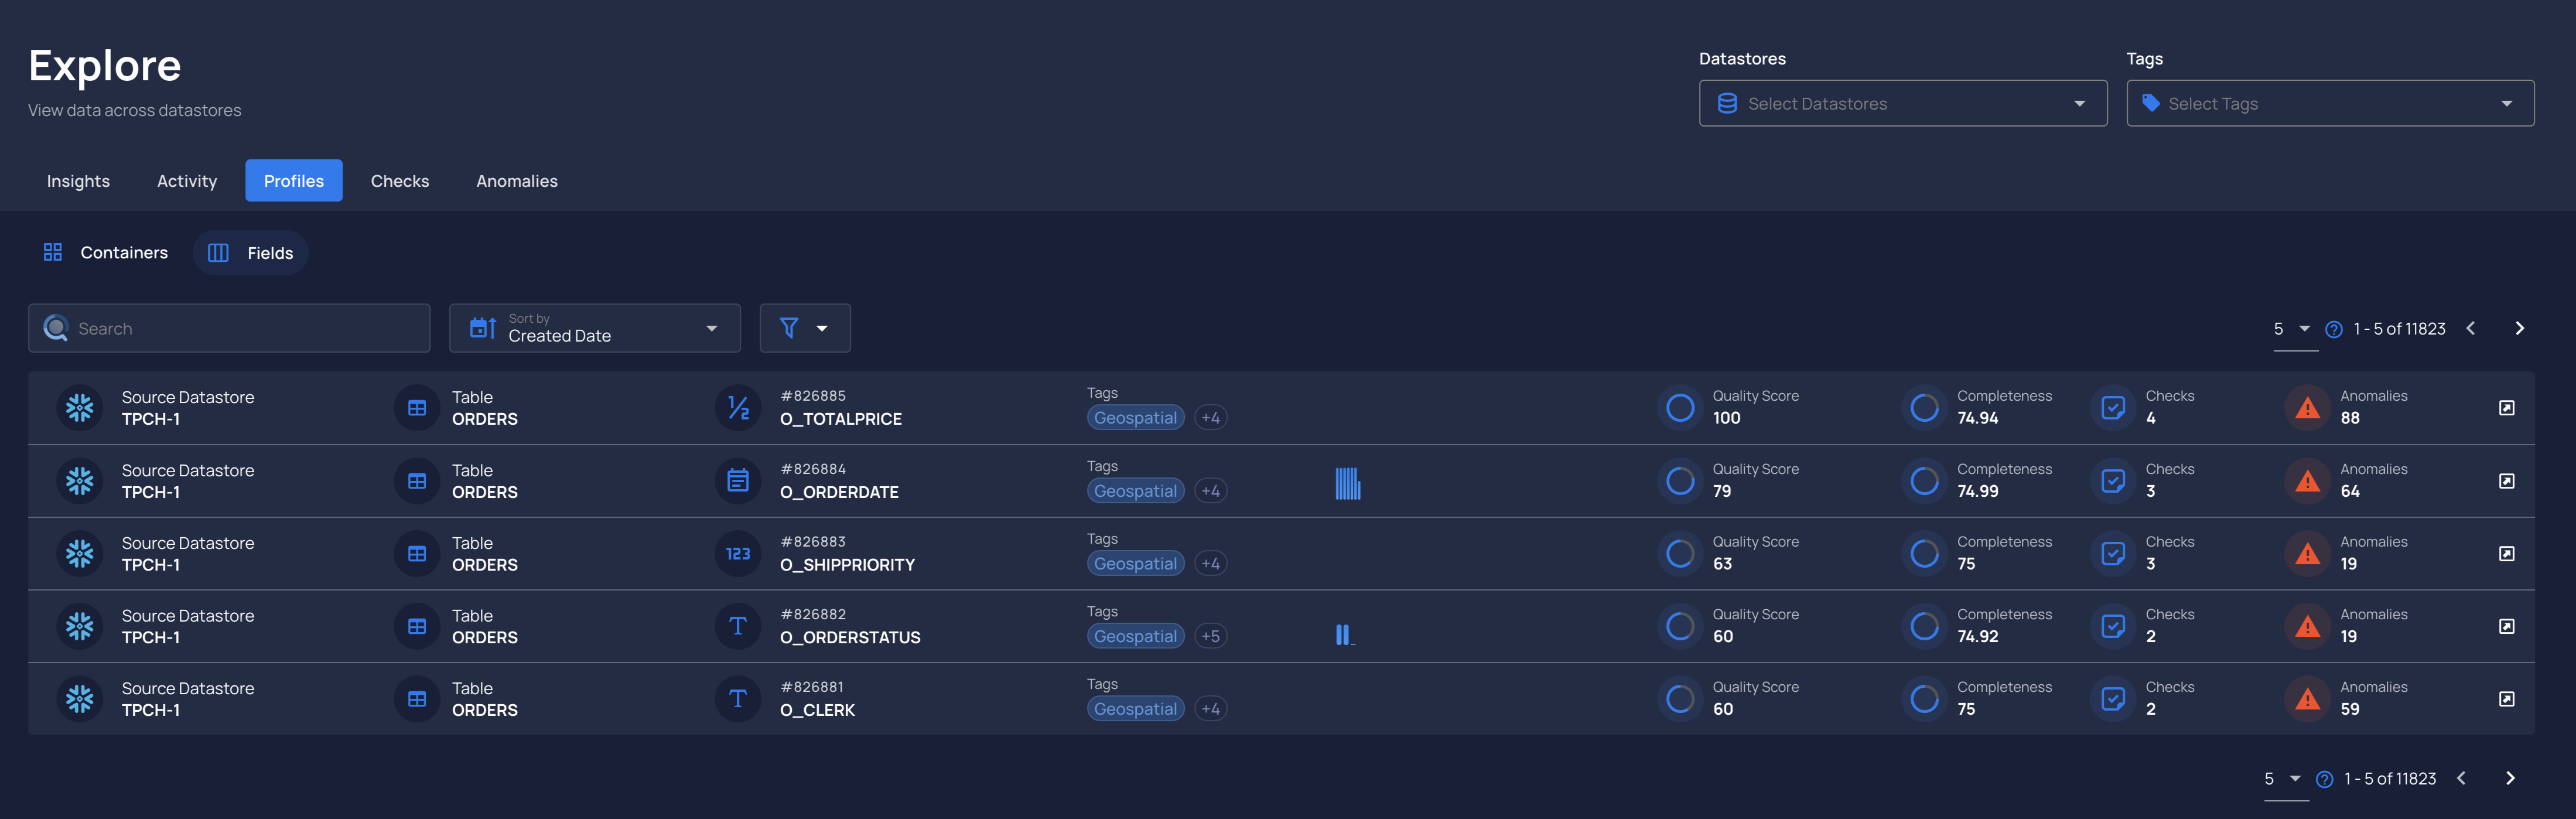 Explore
View data across datastores
Datastores
Select Datastores
Tags
Select Tags
Insights Activity Profiles Checks Anomalies
Containers Fields
Search
Sort by
Created Date
5 1 - 5 of 11823
Source Datastore Table #826885 Tags Quality Score Completeness Checks Anomalies
TPCH-1 ORDERS O_TOTALPRICE Geospatial +4 100 74.94 4 88
Source Datastore Table #826884 Tags Quality Score Completeness Checks Anomalies
TPCH-1 ORDERS O_ORDERDATE Geospatial +4 79 74.99 3 64
Source Datastore Table #826883 Tags Quality Score Completeness Checks Anomalies
TPCH-1 ORDERS 123 O_SHIPPRIORITY Geospatial +4 63 75 3 19
Source Datastore Table #826882 Tags Quality Score Completeness Checks Anomalies
TPCH-1 ORDERS O_ORDERSTATUS Geospatial +5 60 74.92 2 19
Source Datastore Table #826881 Tags Quality Score Completeness Checks Anomalies
TPCH-1 ORDERS O_CLERK Geospatial +4 60 75 2 59
5 1 - 5 of 11823